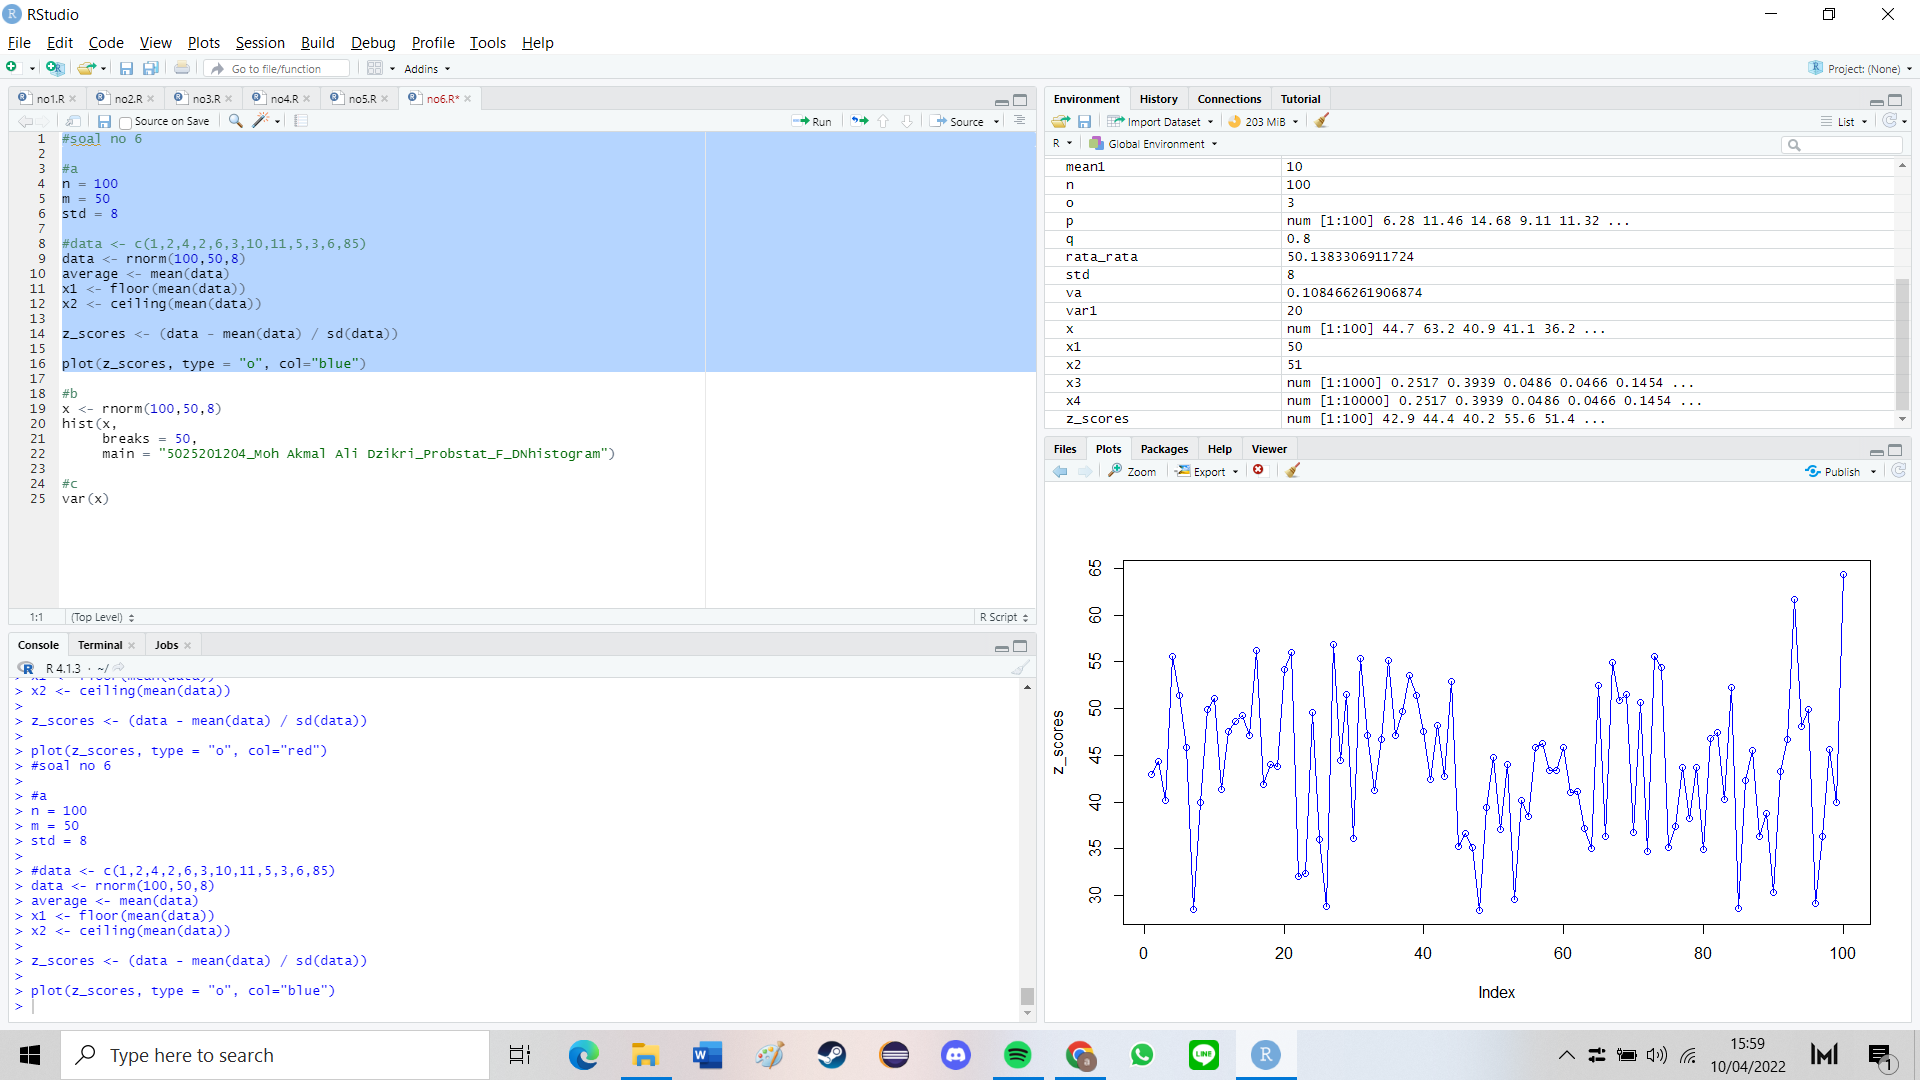 RStudio
File Edit Code View Plots Session Build Debug Profile Tools Help
Go to file/function Addins Project: (None)
no1.R no2.R no3.R no4.R no5.R no6.R*
Source on Save Run Source
1 #soal no 6
2
3 #a
4 n = 100
5 m = 50
6 std = 8
7
8 #data <- c(1,2,4,2,6,3,10,11,5,3,6,85)
9 data <- rnorm(100,50,8)
10 average <- mean(data)
11 x1 <- floor(mean(data))
12 x2 <- ceiling(mean(data))
13
14 z_scores <- (data - mean(data) / sd(data))
15
16 plot(z_scores, type = "o", col="blue")
17
18 #b
19 x <- rnorm(100,50,8)
20 hist(x,
21 breaks = 50,
22 main = "5025201204_Moh Akmal Ali Dzikri_Probstat_F_DNhistogram")
23
24 #c
25 var(x)
1:1 (Top Level) R Script
Console Terminal Jobs
R 4.1.3 · ~/
> x1 <- floor(mean(data))
> x2 <- ceiling(mean(data))
>
> z_scores <- (data - mean(data) / sd(data))
>
> plot(z_scores, type = "o", col="red")
> #soal no 6
>
> #a
> n = 100
> m = 50
> std = 8
>
> #data <- c(1,2,4,2,6,3,10,11,5,3,6,85)
> data <- rnorm(100,50,8)
> average <- mean(data)
> x1 <- floor(mean(data))
> x2 <- ceiling(mean(data))
>
> z_scores <- (data - mean(data) / sd(data))
>
> plot(z_scores, type = "o", col="blue")
>
Environment History Connections Tutorial
Import Dataset 203 MiB List
R Global Environment
mean1 10
n 100
o 3
p num [1:100] 6.28 11.46 14.68 9.11 11.32 ...
q 0.8
rata_rata 50.1383306911724
std 8
va 0.108466261906874
var1 20
x num [1:100] 44.7 63.2 40.9 41.1 36.2 ...
x1 50
x2 51
x3 num [1:1000] 0.2517 0.3939 0.0486 0.0466 0.1454 ...
x4 num [1:10000] 0.2517 0.3939 0.0486 0.0466 0.1454 ...
z_scores num [1:100] 42.9 44.4 40.2 55.6 51.4 ...
Files Plots Packages Help Viewer
Zoom Export Publish
65
60
55
50
45
40
35
30
z_scores
0 20 40 60 80 100
Index
Type here to search
15:59
10/04/2022
1